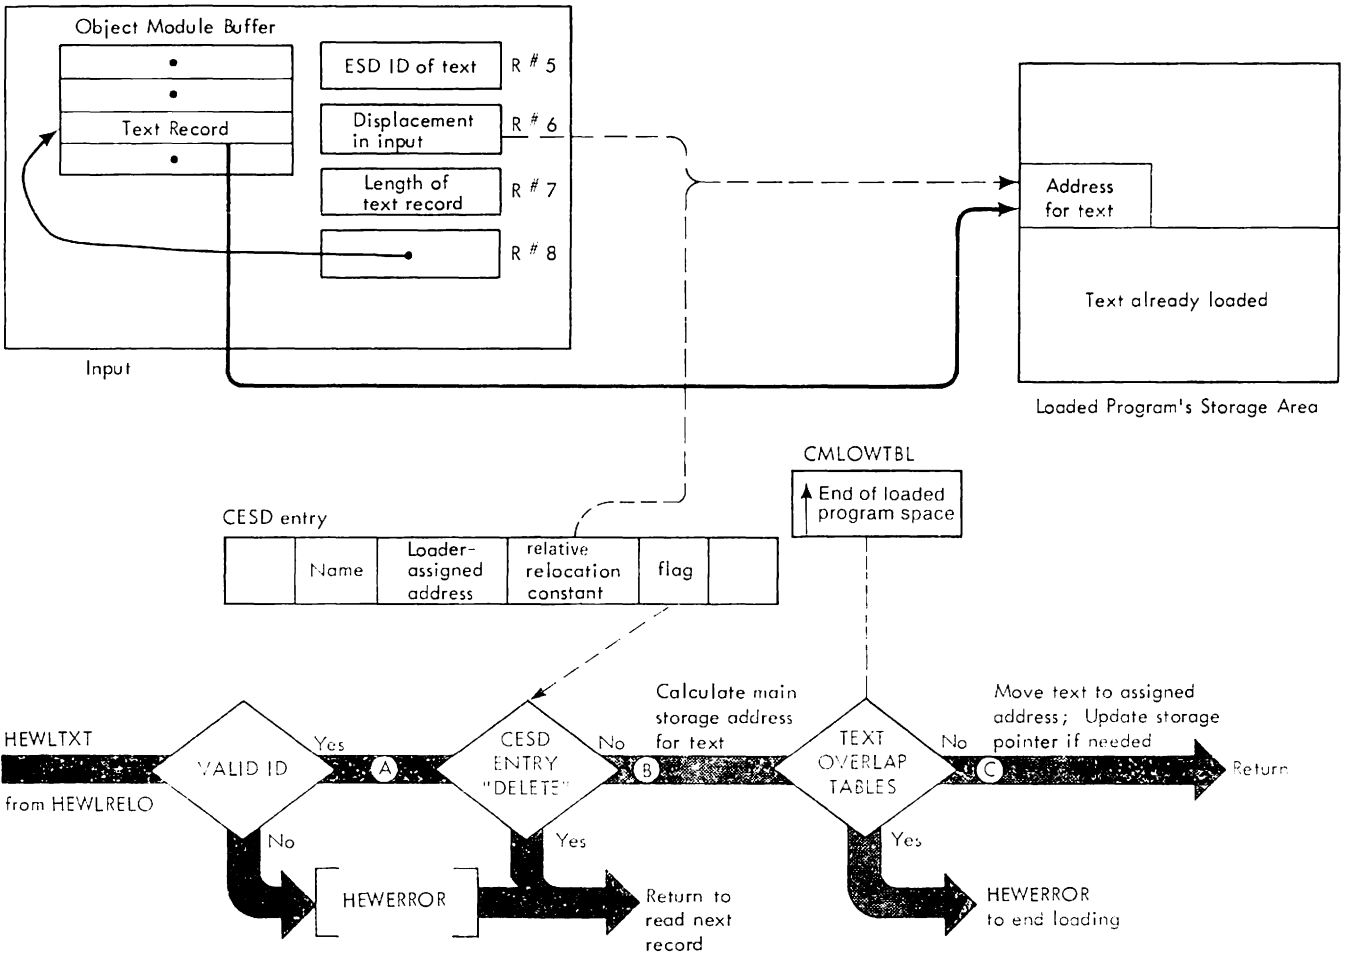 Object Module Buffer
Text Record
ESD ID of text
R # 5
Displacement
in input
R # 6
Length of
text record
R # 7
R # 8
Input
Address
for text
Text already loaded
Loaded Program's Storage Area
CMLOWTBL
End of loaded
program space
CESD entry
Name
Loader-
assigned
address
relative
relocation
constant
flag
HEWLTXT
from HEWLRELO
VALID ID
Yes
A
No
HEWERROR
CESD
ENTRY
"DELETE"
No
B
Yes
Return to
read next
record
Calculate main
storage address
for text
TEXT
OVERLAP
TABLES
No
C
Yes
HEWERROR
to end loading
Move text to assigned
address; Update storage
pointer if needed
Return